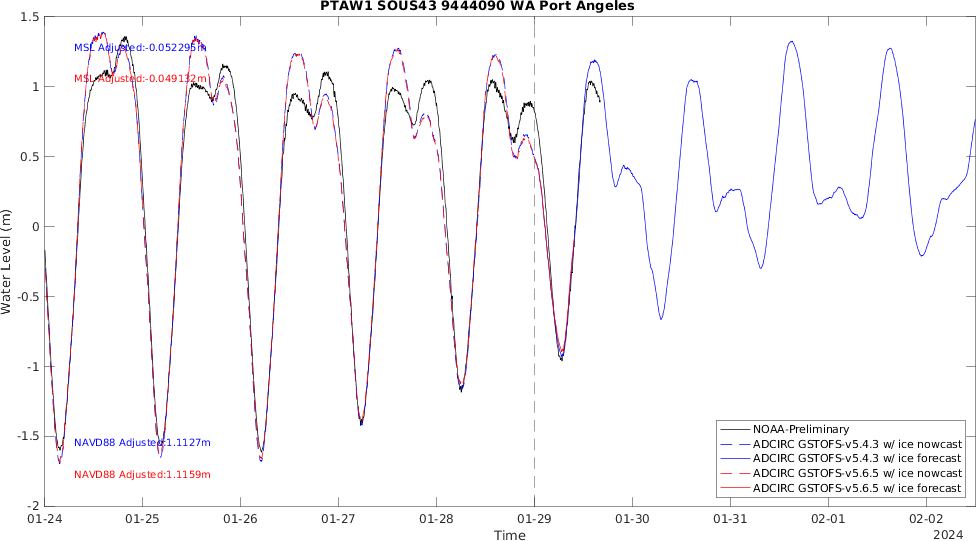 PTAW1 SOUS43 9444090 WA Port Angeles
1.5
1
0.5
0
-0.5
-1
-1.5
-2
Water Level (m)
MSL Adjusted:-0.052295m
MSL Adjusted:-0.049132m
NAVD88 Adjusted:1.1127m
NAVD88 Adjusted:1.1159m
NOAA-Preliminary
ADCIRC GSTOFS-v5.4.3 w/ ice nowcast
ADCIRC GSTOFS-v5.4.3 w/ ice forecast
ADCIRC GSTOFS-v5.6.5 w/ ice nowcast
ADCIRC GSTOFS-v5.6.5 w/ ice forecast
01-24 01-25 01-26 01-27 01-28 01-29 01-30 01-31 02-01 02-02
Time
2024